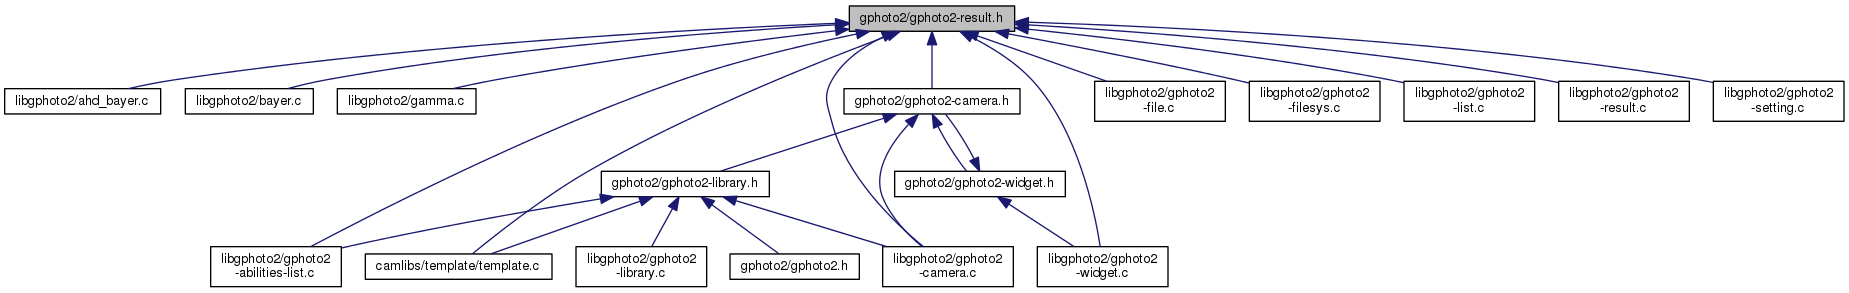 gphoto2/gphoto2-result.h
libgphoto2/ahd_bayer.c
libgphoto2/bayer.c
libgphoto2/gamma.c
gphoto2/gphoto2-camera.h
libgphoto2/gphoto2
-file.c
libgphoto2/gphoto2
-filesys.c
libgphoto2/gphoto2
-list.c
libgphoto2/gphoto2
-result.c
libgphoto2/gphoto2
-setting.c
gphoto2/gphoto2-library.h
gphoto2/gphoto2-widget.h
libgphoto2/gphoto2
-abilities-list.c
camlibs/template/template.c
libgphoto2/gphoto2
-library.c
gphoto2/gphoto2.h
libgphoto2/gphoto2
-camera.c
libgphoto2/gphoto2
-widget.c